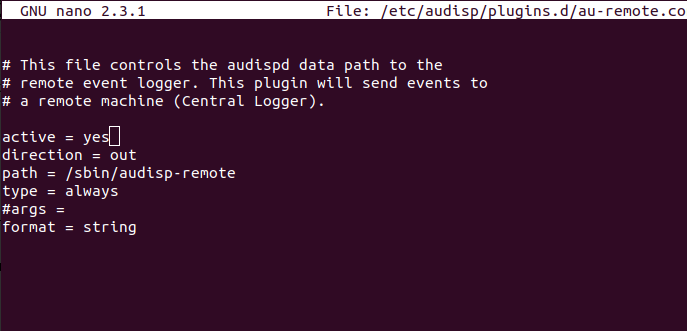 GNU nano 2.3.1 File: /etc/audisp/plugins.d/au-remote.co
# This file controls the audispd data path to the
# remote event logger. This plugin will send events to
# a remote machine (Central Logger).
active = yes
direction = out
path = /sbin/audisp-remote
type = always
#args =
format = string